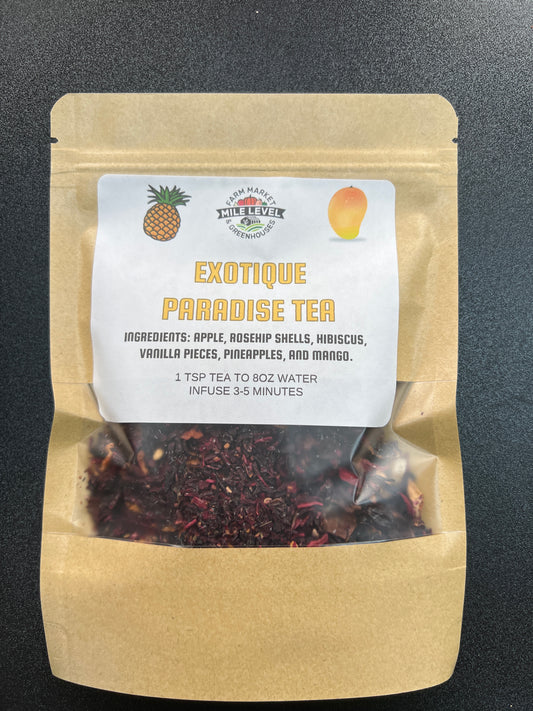 FARM MARKET
MILE LEVEL
& GREENHOUSES
EXOTIQUE
PARADISE TEA
INGREDIENTS: APPLE, ROSEHIP SHELLS, HIBISCUS,
VANILLA PIECES, PINEAPPLES, AND MANGO.
1 TSP TEA TO 8OZ WATER
INFUSE 3-5 MINUTES